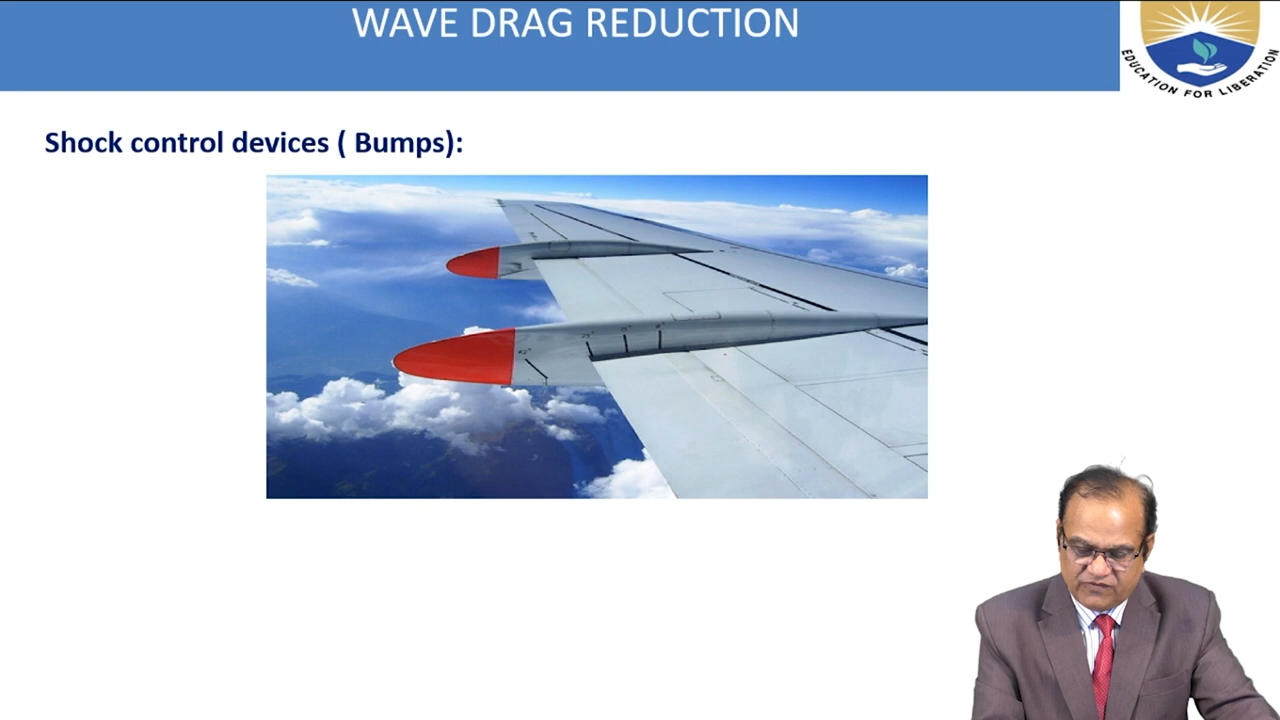 WAVE DRAG REDUCTION
EDUCATION FOR LIBERATION
Shock control devices ( Bumps):